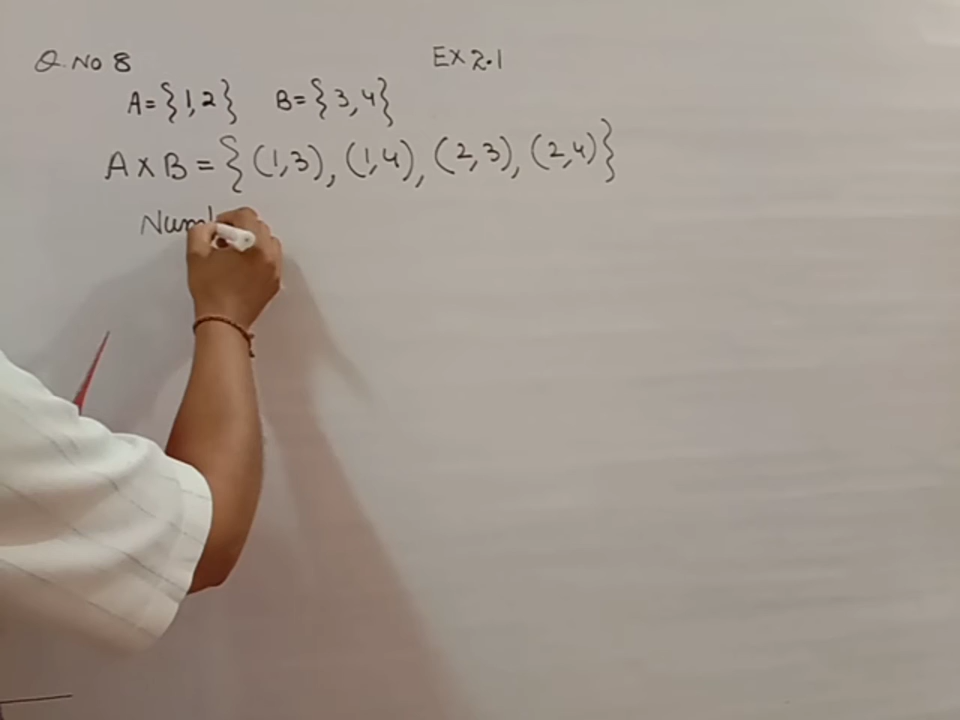 Q. No 8 Ex 2.1
A = {1,2} B = {3,4}
A × B = {(1,3), (1,4), (2,3), (2,4)}